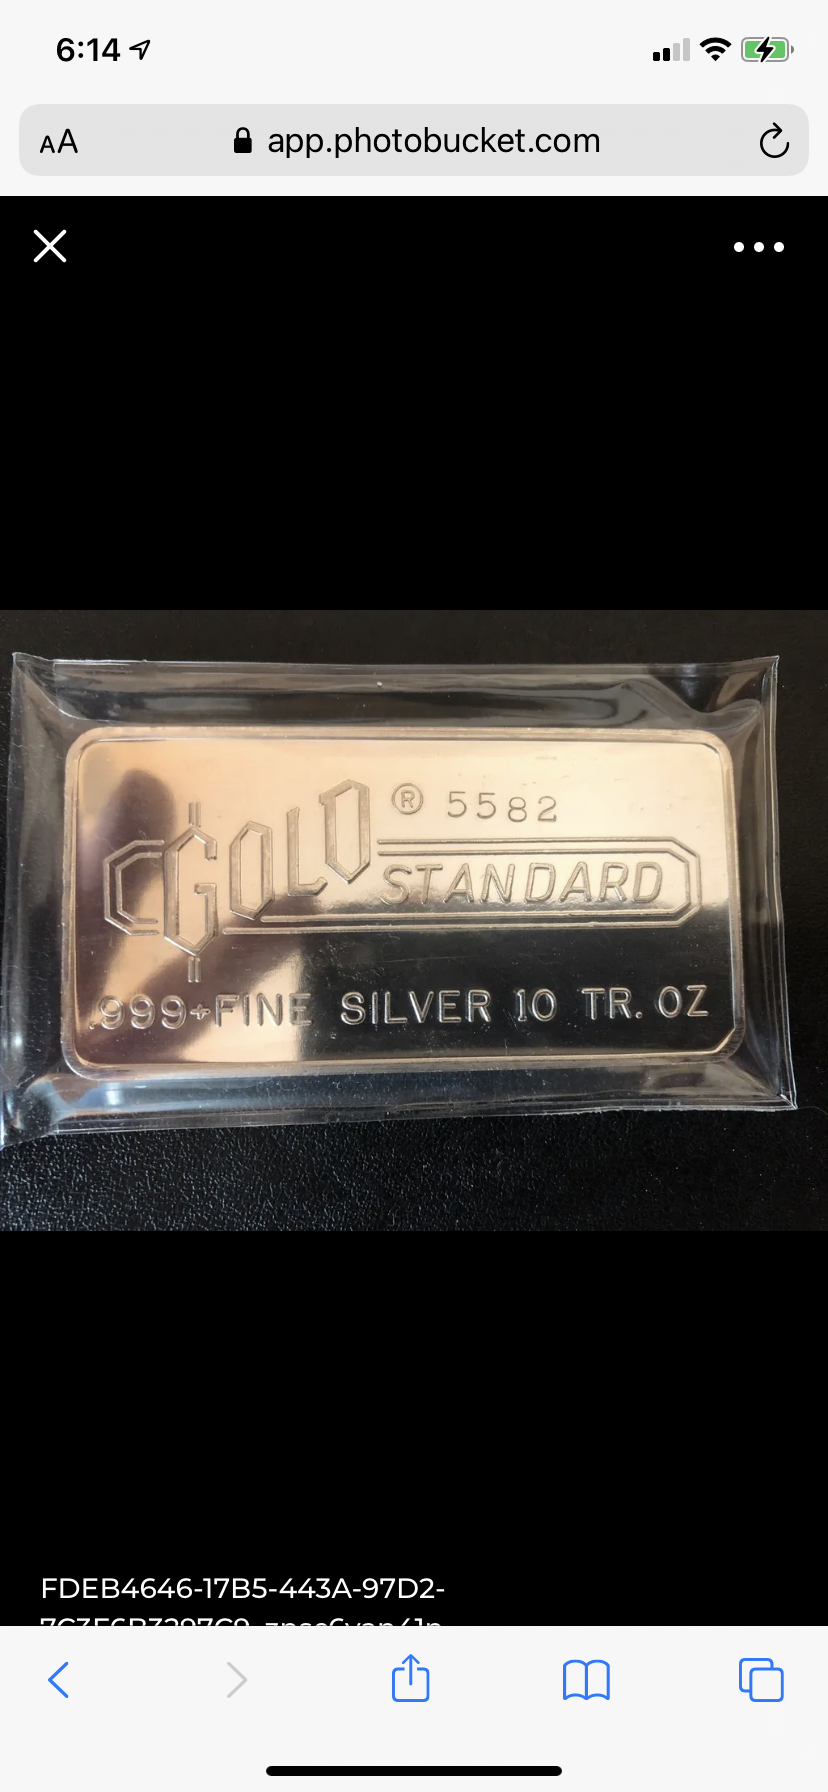 6:14
AA app.photobucket.com
GOLD ® 5582
STANDARD
.999+FINE SILVER 10 TR. OZ
FDEB4646-17B5-443A-97D2-